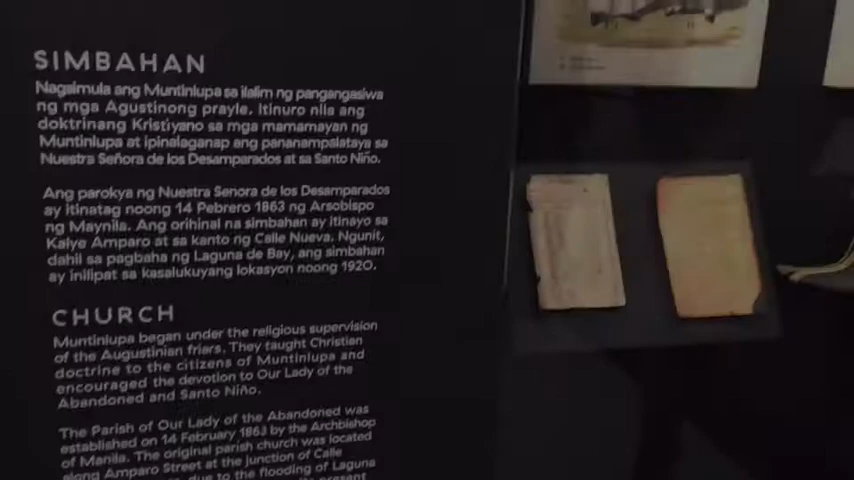 SIMBAHAN
Nagsimula ang Muntinlupa sa ilalim ng pangangasiwa
ng mga Agustinong prayle. Itinuro nila ang
doktrinang Kristiyano sa mga mamamayan ng
Muntinlupa at ipinalaganap ang pananampalataya sa
Nuestra Señora de los Desamparados at sa Santo Niño.
Ang parokya ng Nuestra Senora de los Desamparados
ay itinatag noong 14 Pebrero 1863 ng Arsobispo
ng Maynila. Ang orihinal na simbahan ay itinayo sa
Kalye Amparo at sa kanto ng Calle Nueva. Ngunit,
dahil sa pagbaha ng Laguna de Bay, ang simbahan
ay inilipat sa kasalukuyang lokasyon noong 1920.
CHURCH
Muntinlupa began under the religious supervision
of the Augustinian friars. They taught Christian
doctrine to the citizens of Muntinlupa and
encouraged the devotion to Our Lady of the
Abandoned and Santo Niño.
The Parish of Our Lady of the Abandoned was
established on 14 February 1863 by the Archbishop
of Manila. The original parish church was located
along Amparo Street at the junction of Calle
due to the flooding of Laguna
present